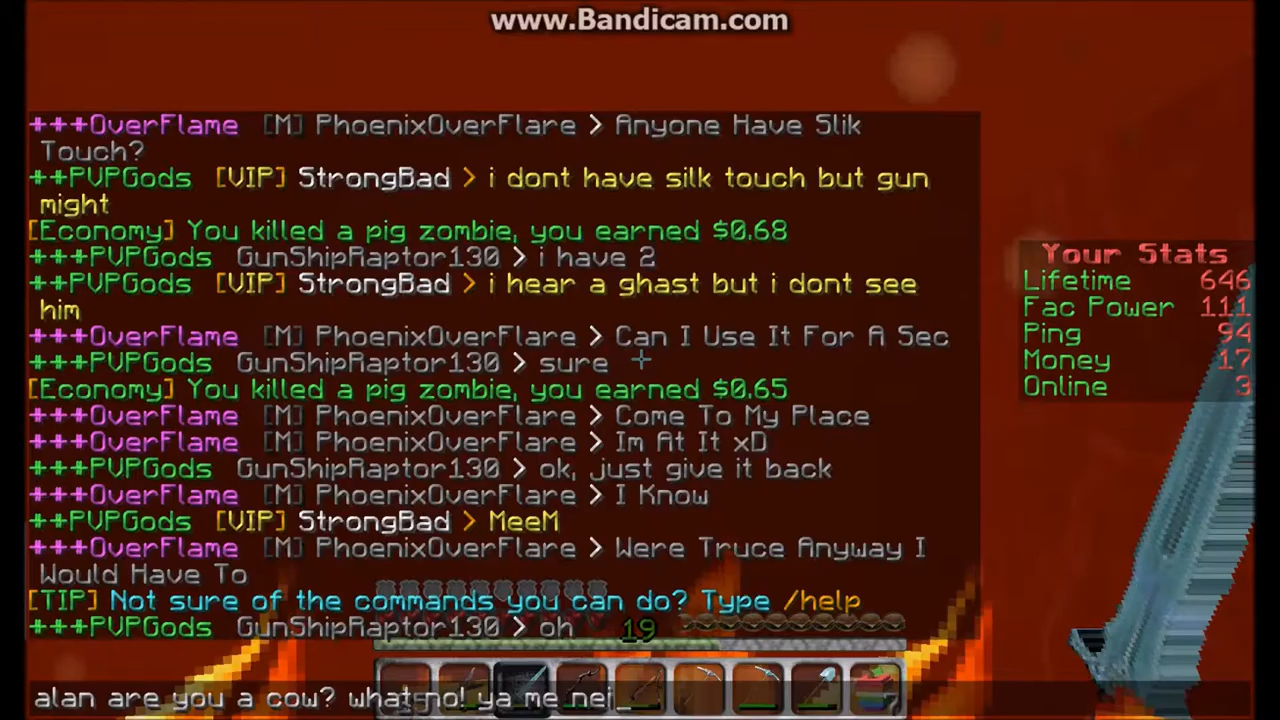 www.Bandicam.com
+++OverFlame [M] PhoenixOverFlare > Anyone Have Slik
Touch?
++PVPGods [VIP] StrongBad > i dont have silk touch but gun
might
[Economy] You killed a pig zombie, you earned $0.68
+++PVPGods GunShipRaptor130 > i have 2
++PVPGods [VIP] StrongBad > i hear a ghast but i dont see
him
+++OverFlame [M] PhoenixOverFlare > Can I Use It For A Sec
+++PVPGods GunShipRaptor130 > sure
[Economy] You killed a pig zombie, you earned $0.65
+++OverFlame [M] PhoenixOverFlare > Come To My Place
+++OverFlame [M] PhoenixOverFlare > Im At It xD
+++PVPGods GunShipRaptor130 > ok, just give it back
+++OverFlame [M] PhoenixOverFlare > I Know
++PVPGods [VIP] StrongBad > MeeM
+++OverFlame [M] PhoenixOverFlare > Were Truce Anyway I
Would Have To
[TIP] Not sure of the commands you can do? Type /help
+++PVPGods GunShipRaptor130 > oh
19
alan are you a cow? what no! ya me nei_
Your Stats
Lifetime 646
Fac Power 111
Ping 94
Money 17
Online 3